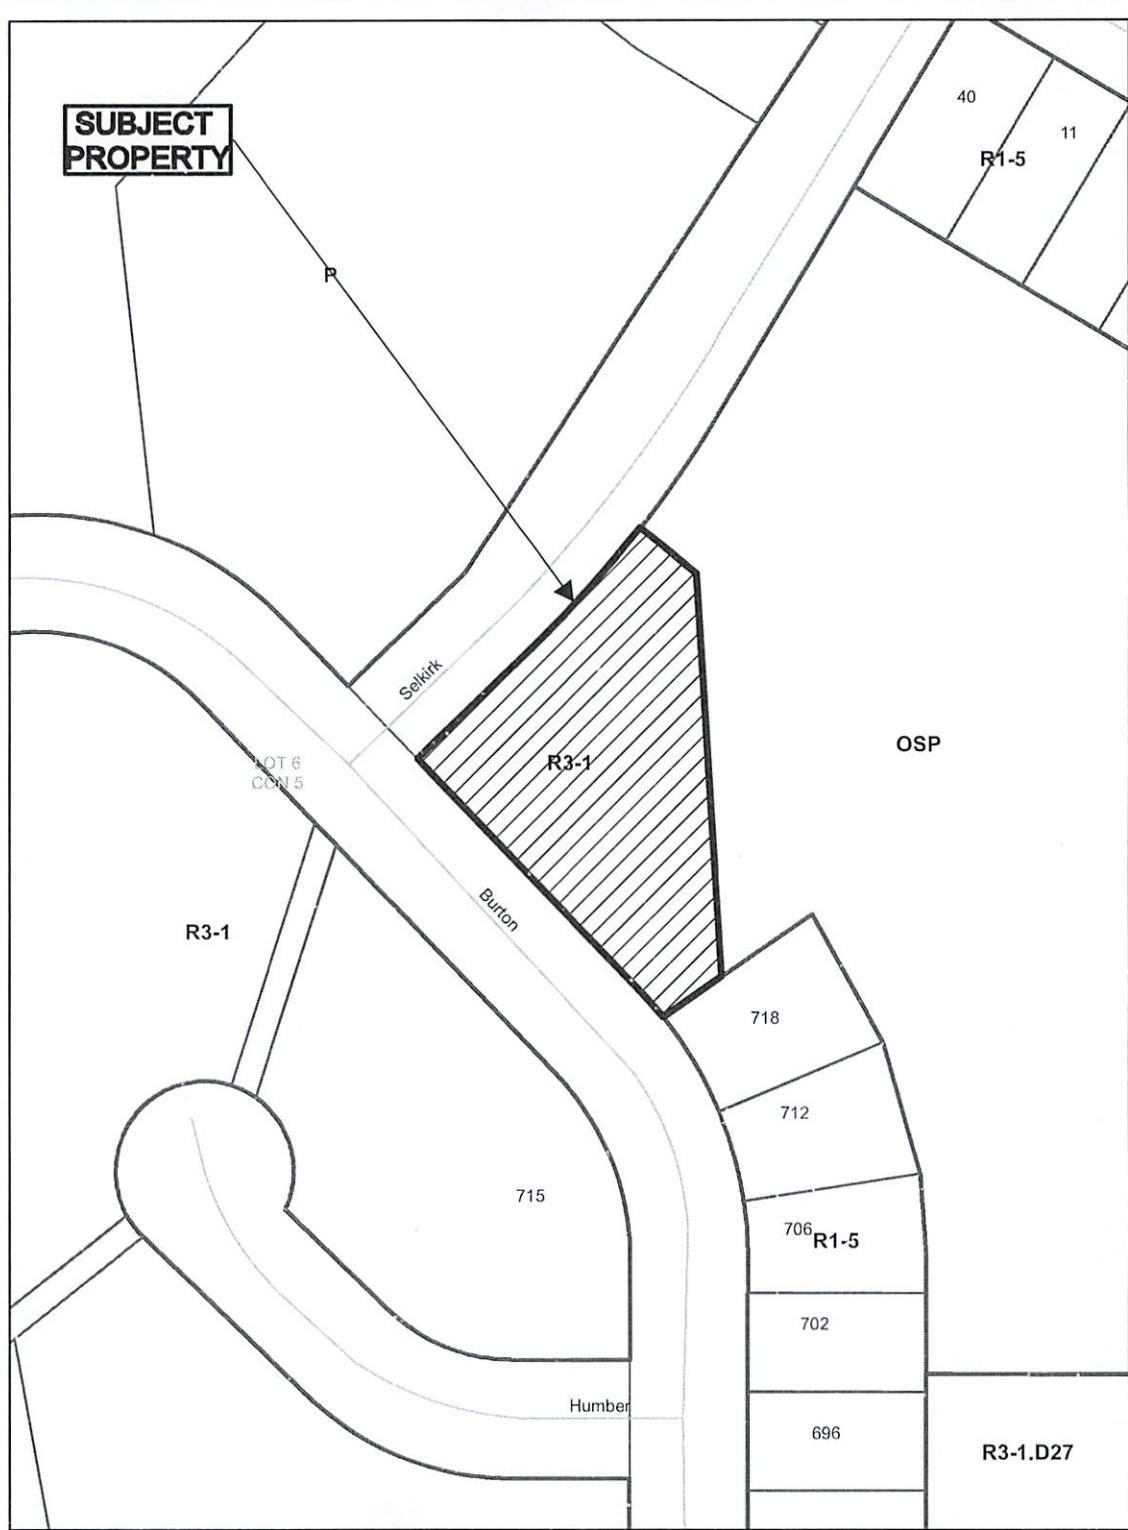 40
SUBJECT
PROPERTY
11
R1-5
P
Selkirk
LOT 6
CON 5
R3-1
OSP
Burton
R3-1
718
712
715
706
R1-5
702
Humber
696
R3-1.D27